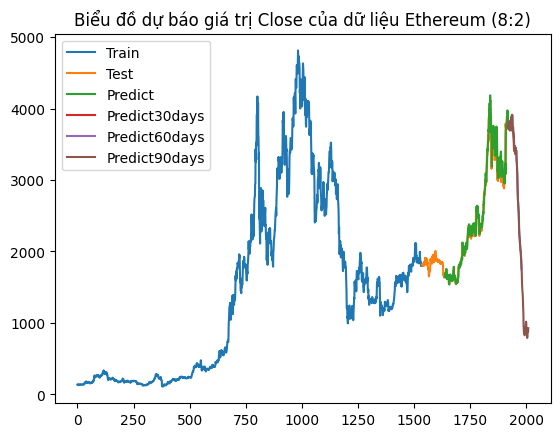 Biểu đồ dự báo giá trị Close của dữ liệu Ethereum (8:2)
5000
4000
3000
2000
1000
0
Train
Test
Predict
Predict30days
Predict60days
Predict90days
0 250 500 750 1000 1250 1500 1750 2000